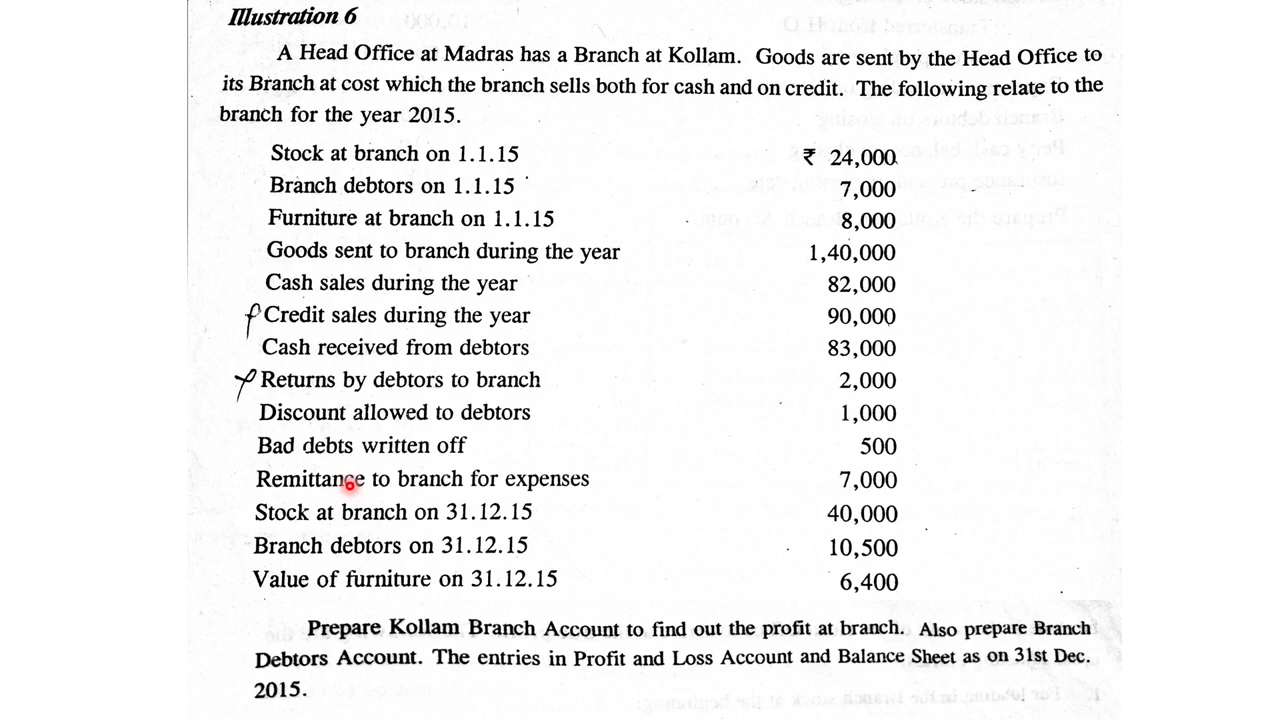 Illustration 6
A Head Office at Madras has a Branch at Kollam. Goods are sent by the Head Office to
its Branch at cost which the branch sells both for cash and on credit. The following relate to the
branch for the year 2015.
Stock at branch on 1.1.15 ₹ 24,000
Branch debtors on 1.1.15 7,000
Furniture at branch on 1.1.15 8,000
Goods sent to branch during the year 1,40,000
Cash sales during the year 82,000
Credit sales during the year 90,000
Cash received from debtors 83,000
Returns by debtors to branch 2,000
Discount allowed to debtors 1,000
Bad debts written off 500
Remittance to branch for expenses 7,000
Stock at branch on 31.12.15 40,000
Branch debtors on 31.12.15 10,500
Value of furniture on 31.12.15 6,400
Prepare Kollam Branch Account to find out the profit at branch. Also prepare Branch
Debtors Account. The entries in Profit and Loss Account and Balance Sheet as on 31st Dec.
2015.